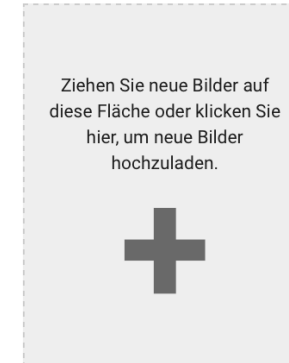 Ziehen Sie neue Bilder auf
diese Fläche oder klicken Sie
hier, um neue Bilder
hochzuladen.